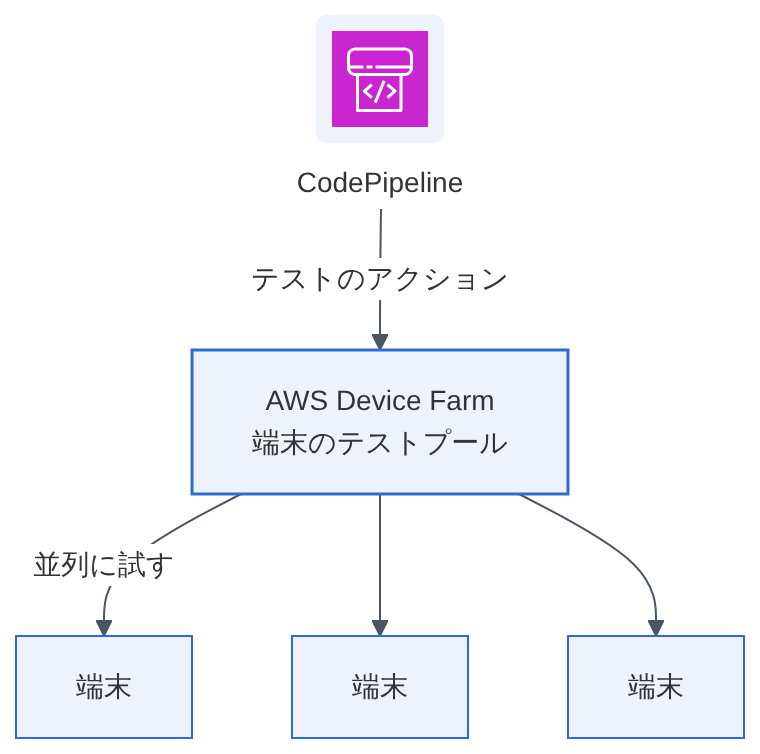 CodePipeline
テストのアクション
AWS Device Farm
端末のテストプール
並列に試す
端末
端末
端末